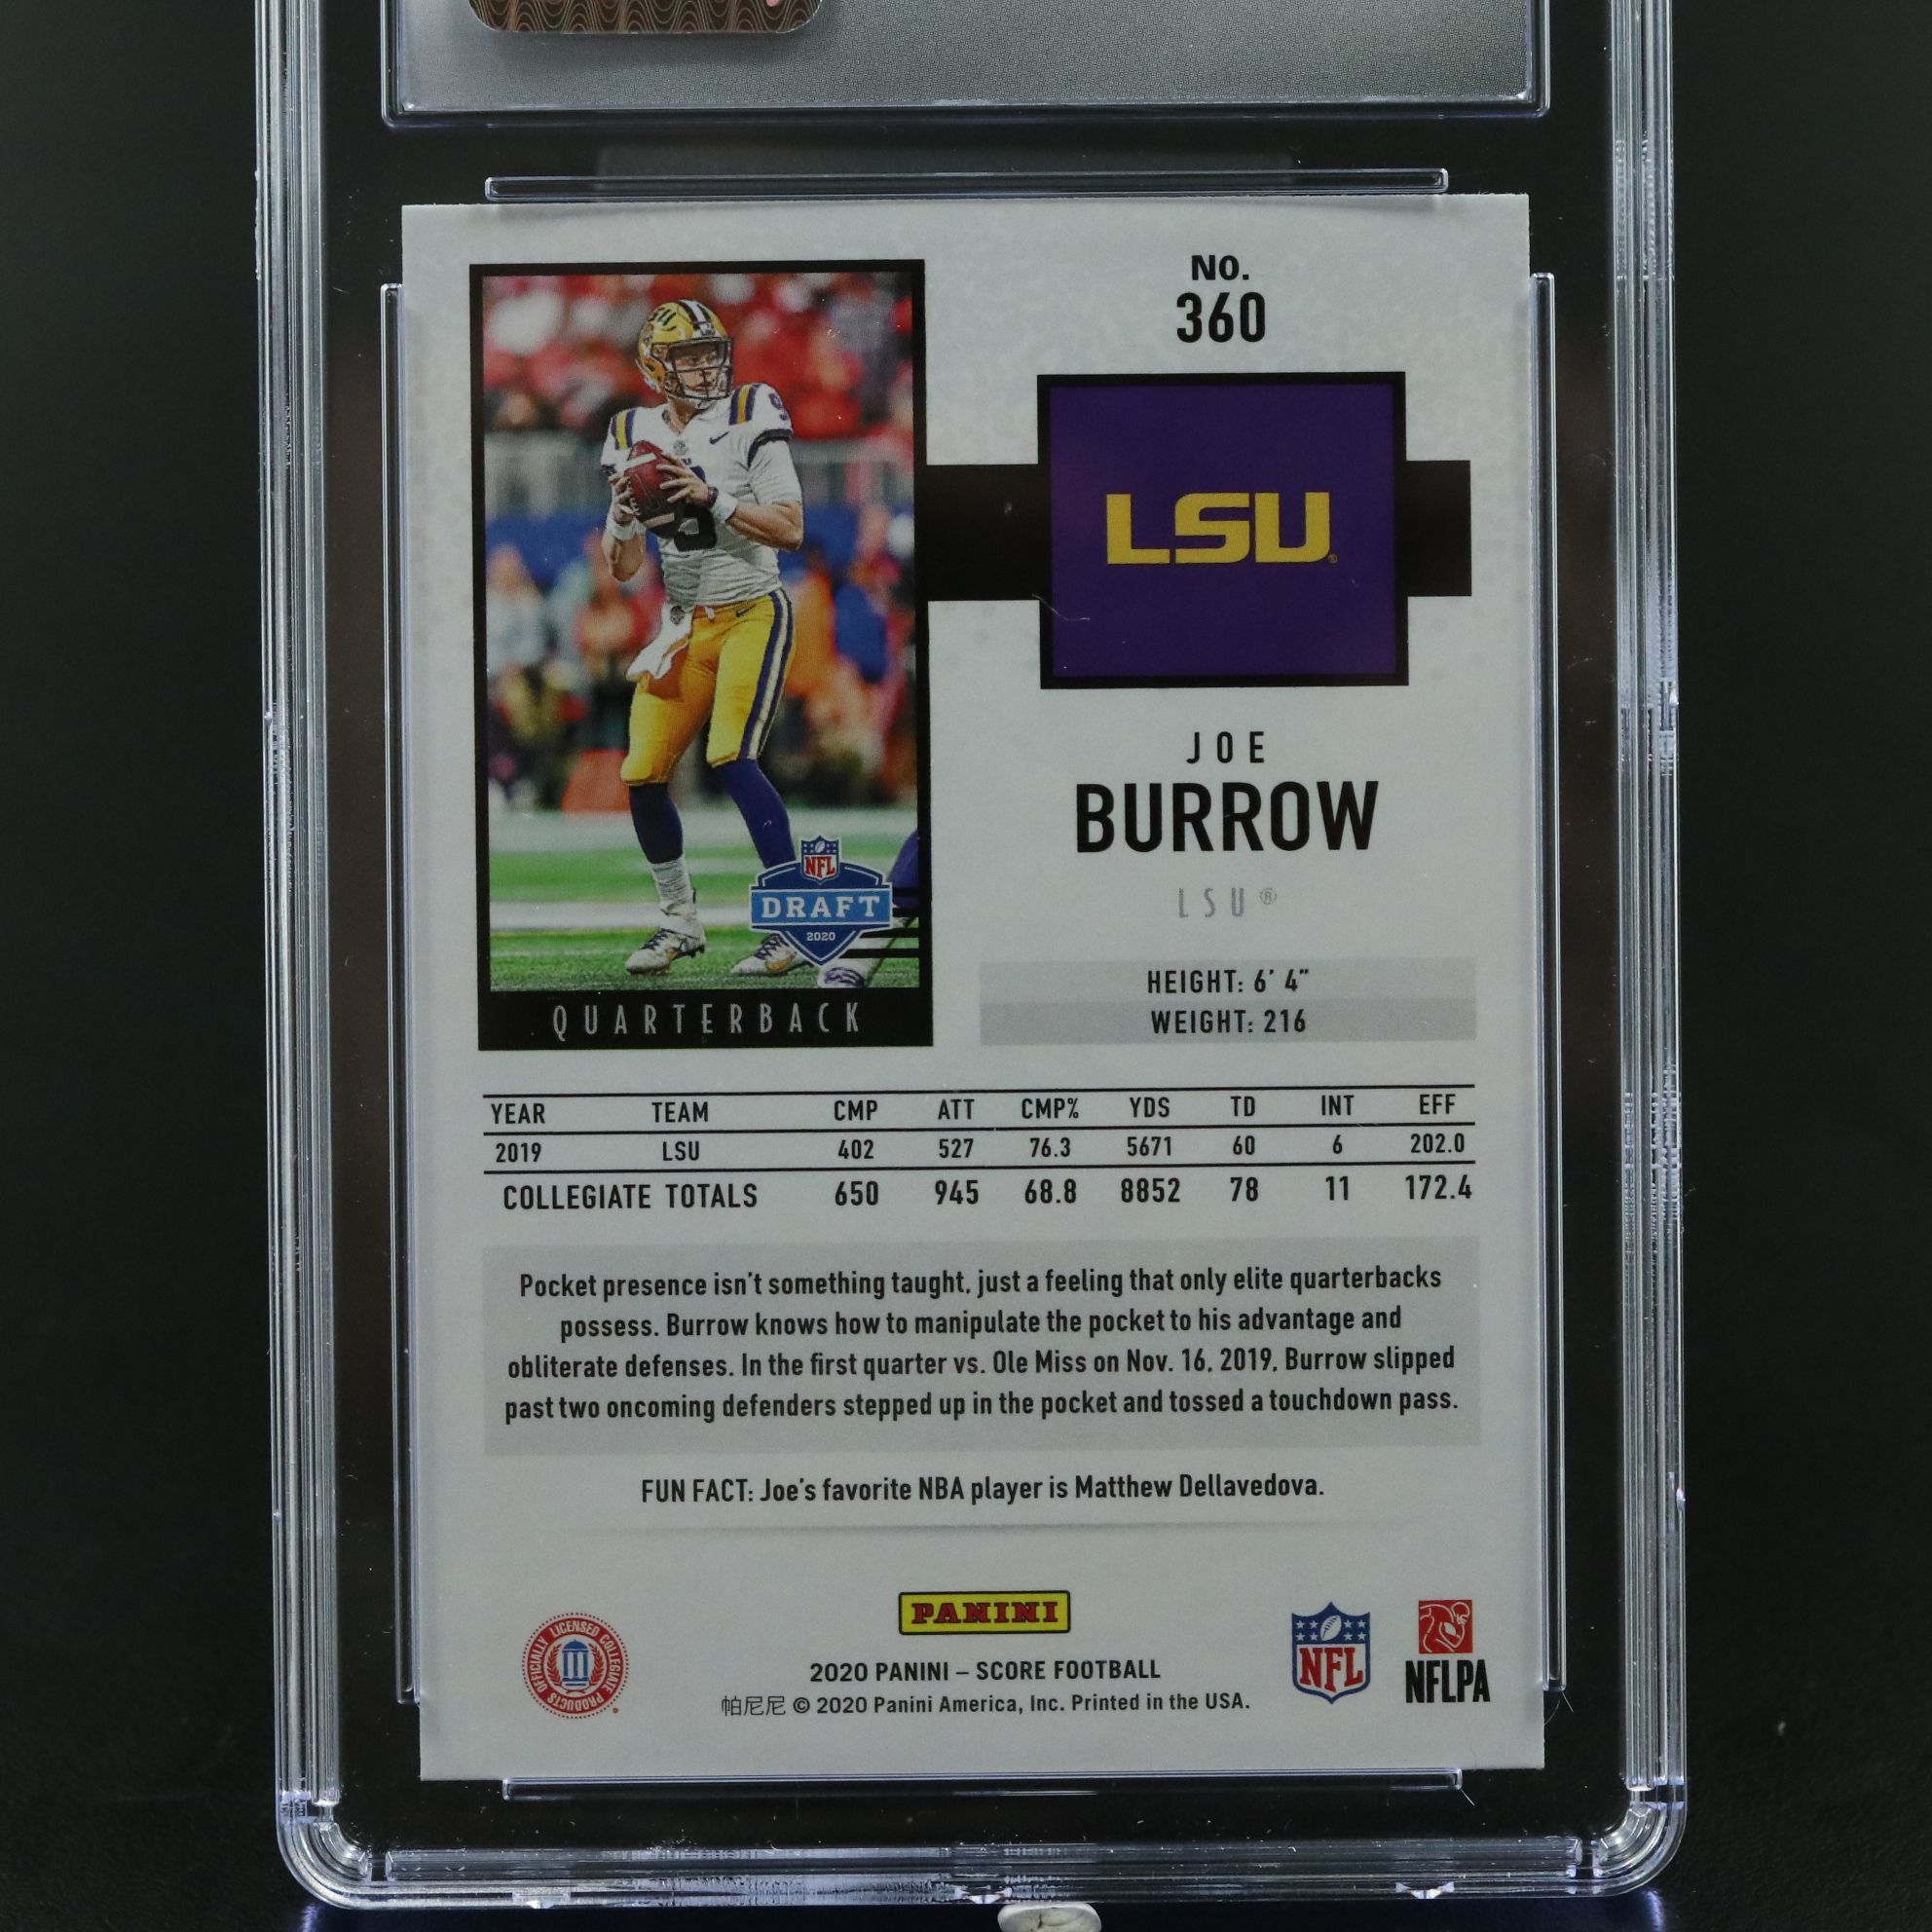 NO.
360
LSU
JOE
BURROW
LSU®
NFL
DRAFT
2020
QUARTERBACK
HEIGHT: 6' 4"
WEIGHT: 216
YEAR TEAM CMP ATT CMP% YDS TD INT EFF
2019 LSU 402 527 76.3 5671 60 6 202.0
COLLEGIATE TOTALS 650 945 68.8 8852 78 11 172.4
Pocket presence isn't something taught, just a feeling that only elite quarterbacks
possess. Burrow knows how to manipulate the pocket to his advantage and
obliterate defenses. In the first quarter vs. Ole Miss on Nov. 16, 2019, Burrow slipped
past two oncoming defenders stepped up in the pocket and tossed a touchdown pass.
FUN FACT: Joe's favorite NBA player is Matthew Dellavedova.
OFFICIALLY LICENSED COLLEGIATE PRODUCTS
PANINI
2020 PANINI – SCORE FOOTBALL
帕尼尼 © 2020 Panini America, Inc. Printed in the USA.
NFL
NFLPA